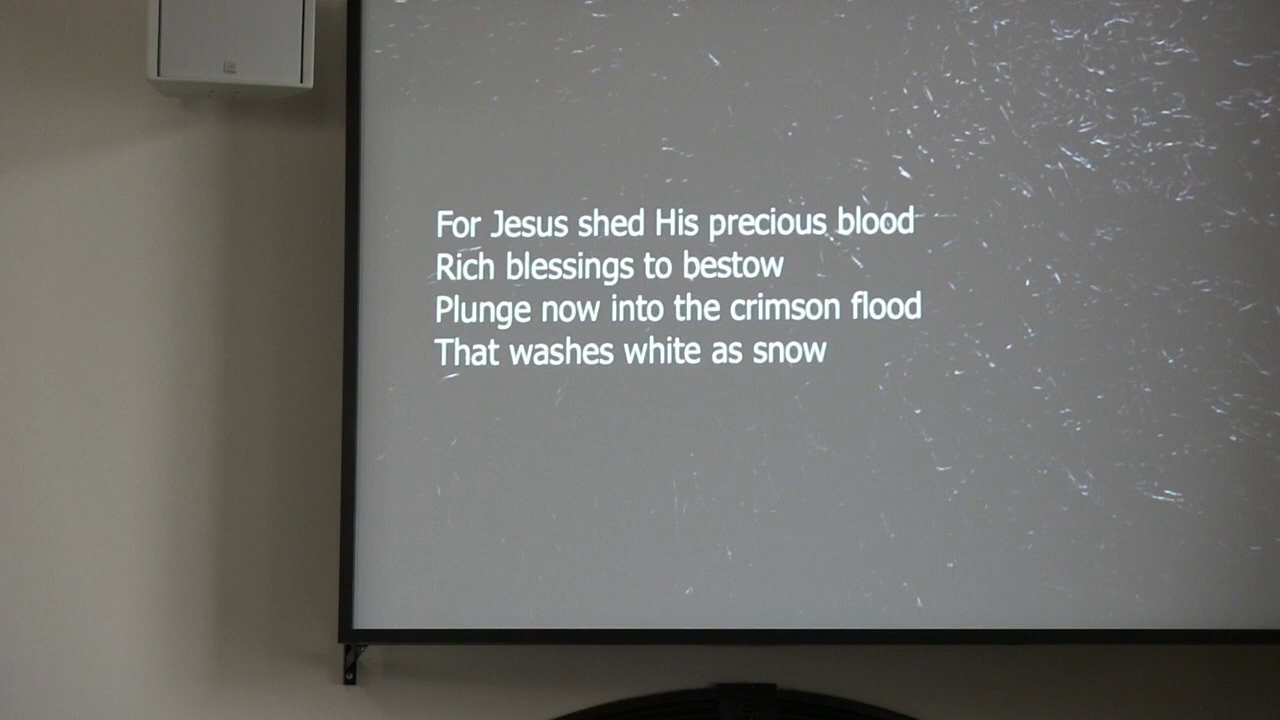 For Jesus shed His precious blood
Rich blessings to bestow
Plunge now into the crimson flood
That washes white as snow